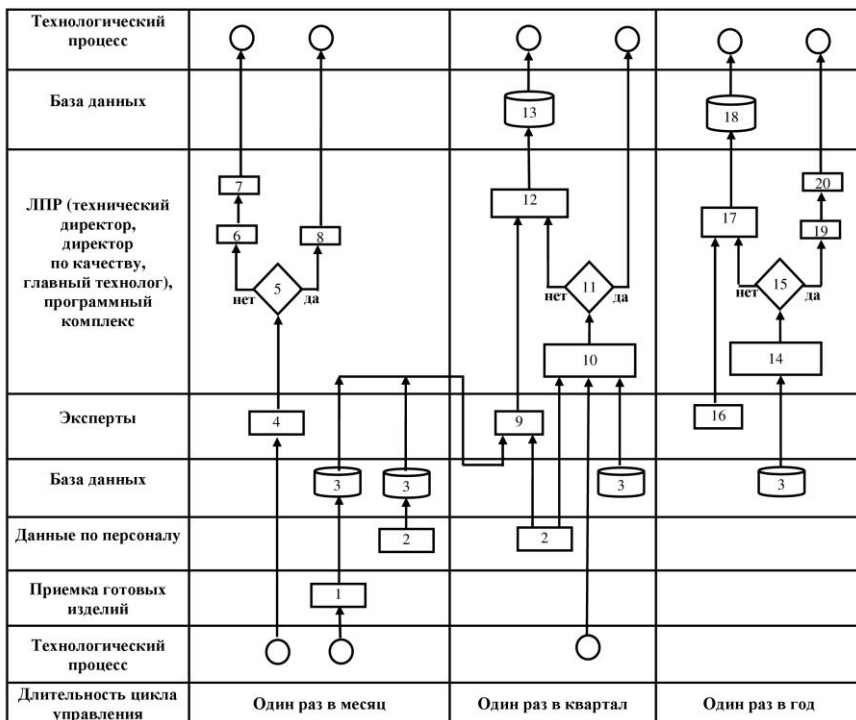 Технологический
процесс
База данных
13
18
ЛПР (технический
директор,
директор
по качеству,
главный технолог),
программный
комплекс
7
6
8
5
нет
да
12
11
нет
да
10
20
17
19
15
нет
да
14
Эксперты
4
9
16
База данных
3
3
3
3
Данные по персоналу
2
2
Приемка готовых
изделий
1
Технологический
процесс
Длительность цикла
управления
Один раз в месяц
Один раз в квартал
Один раз в год